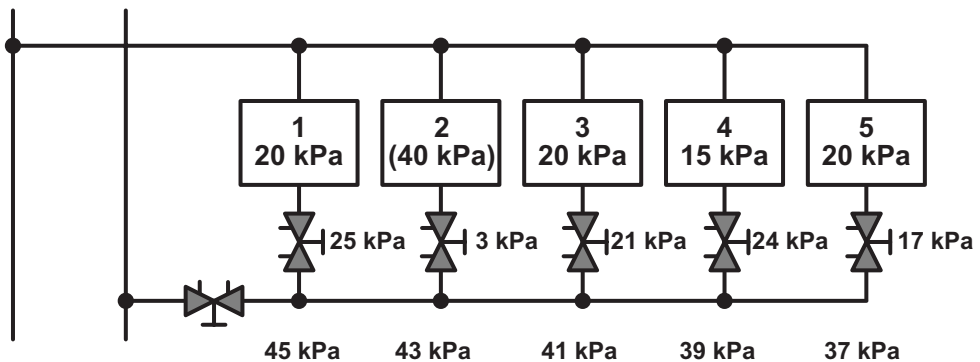 1
20 kPa
2
(40 kPa)
3
20 kPa
4
15 kPa
5
20 kPa
25 kPa
3 kPa
21 kPa
24 kPa
17 kPa
45 kPa
43 kPa
41 kPa
39 kPa
37 kPa